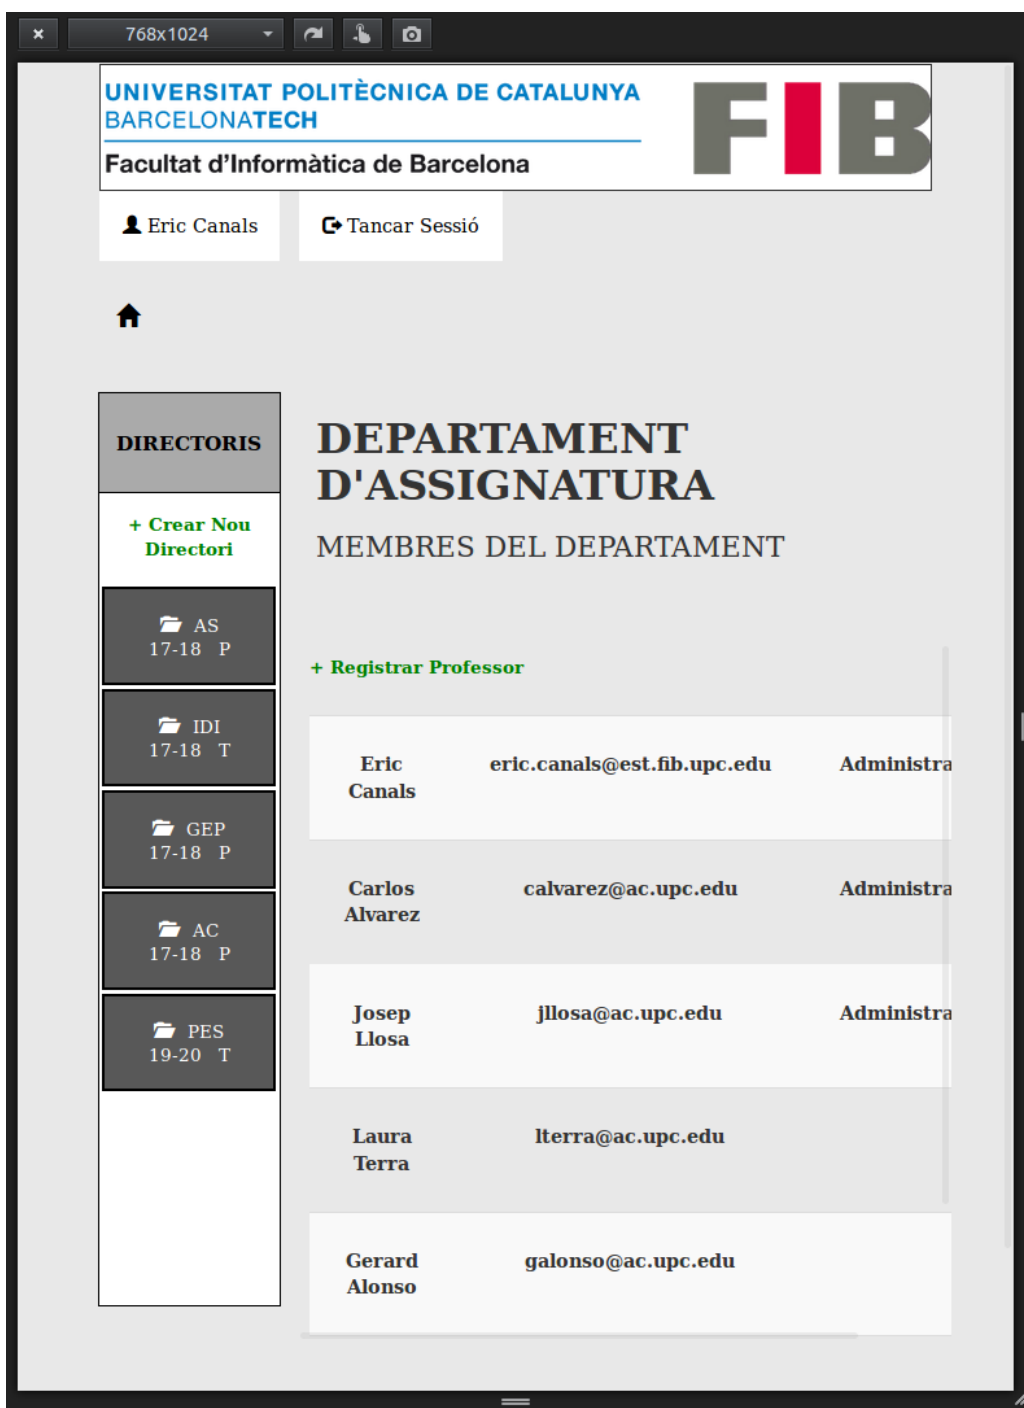 ×
768x1024
UNIVERSITAT POLITÈCNICA DE CATALUNYA
BARCELONATECH
Facultat d'Informàtica de Barcelona
FIB
Eric Canals
Tancar Sessió
DIRECTORIS
+ Crear Nou
Directori
AS
17-18 P
IDI
17-18 T
GEP
17-18 P
AC
17-18 P
PES
19-20 T
DEPARTAMENT
D'ASSIGNATURA
MEMBRES DEL DEPARTAMENT
+ Registrar Professor
Eric
Canals
eric.canals@est.fib.upc.edu
Administra
Carlos
Alvarez
calvarez@ac.upc.edu
Administra
Josep
Llosa
jllosa@ac.upc.edu
Administra
Laura
Terra
lterra@ac.upc.edu
Gerard
Alonso
galonso@ac.upc.edu